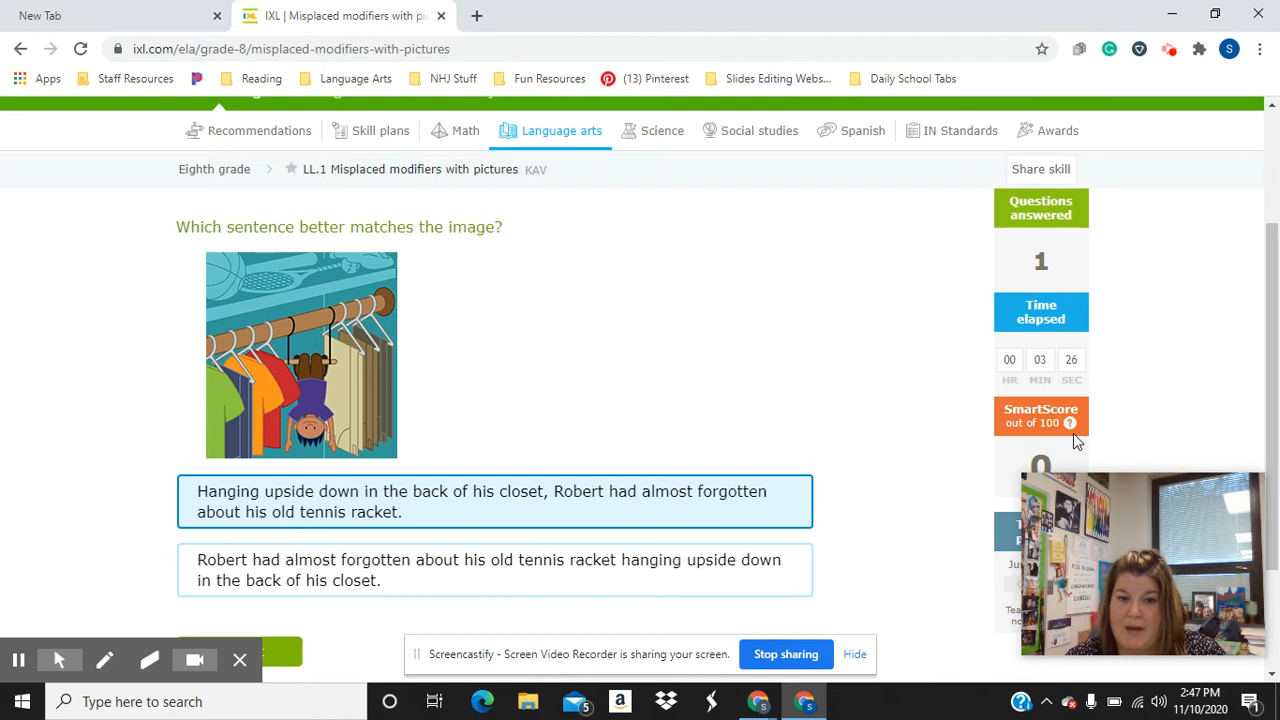 New Tab
IXL | Misplaced modifiers with pi
ixl.com/ela/grade-8/misplaced-modifiers-with-pictures
S
Apps
Staff Resources
Reading
Language Arts
NHJ Stuff
Fun Resources
(13) Pinterest
Slides Editing Webs...
Daily School Tabs
Recommendations
Skill plans
Math
Language arts
Science
Social studies
Spanish
IN Standards
Awards
Eighth grade
LL.1 Misplaced modifiers with pictures KAV
Share skill
Which sentence better matches the image?
Questions
answered
1
Time
elapsed
00 03 26
HR MIN SEC
SmartScore
out of 100 ?
0
Hanging upside down in the back of his closet, Robert had almost forgotten
about his old tennis racket.
Robert had almost forgotten about his old tennis racket hanging upside down
in the back of his closet.
Screencastify - Screen Video Recorder is sharing your screen.
Stop sharing
Hide
Type here to search
5
2:47 PM
11/10/2020
1